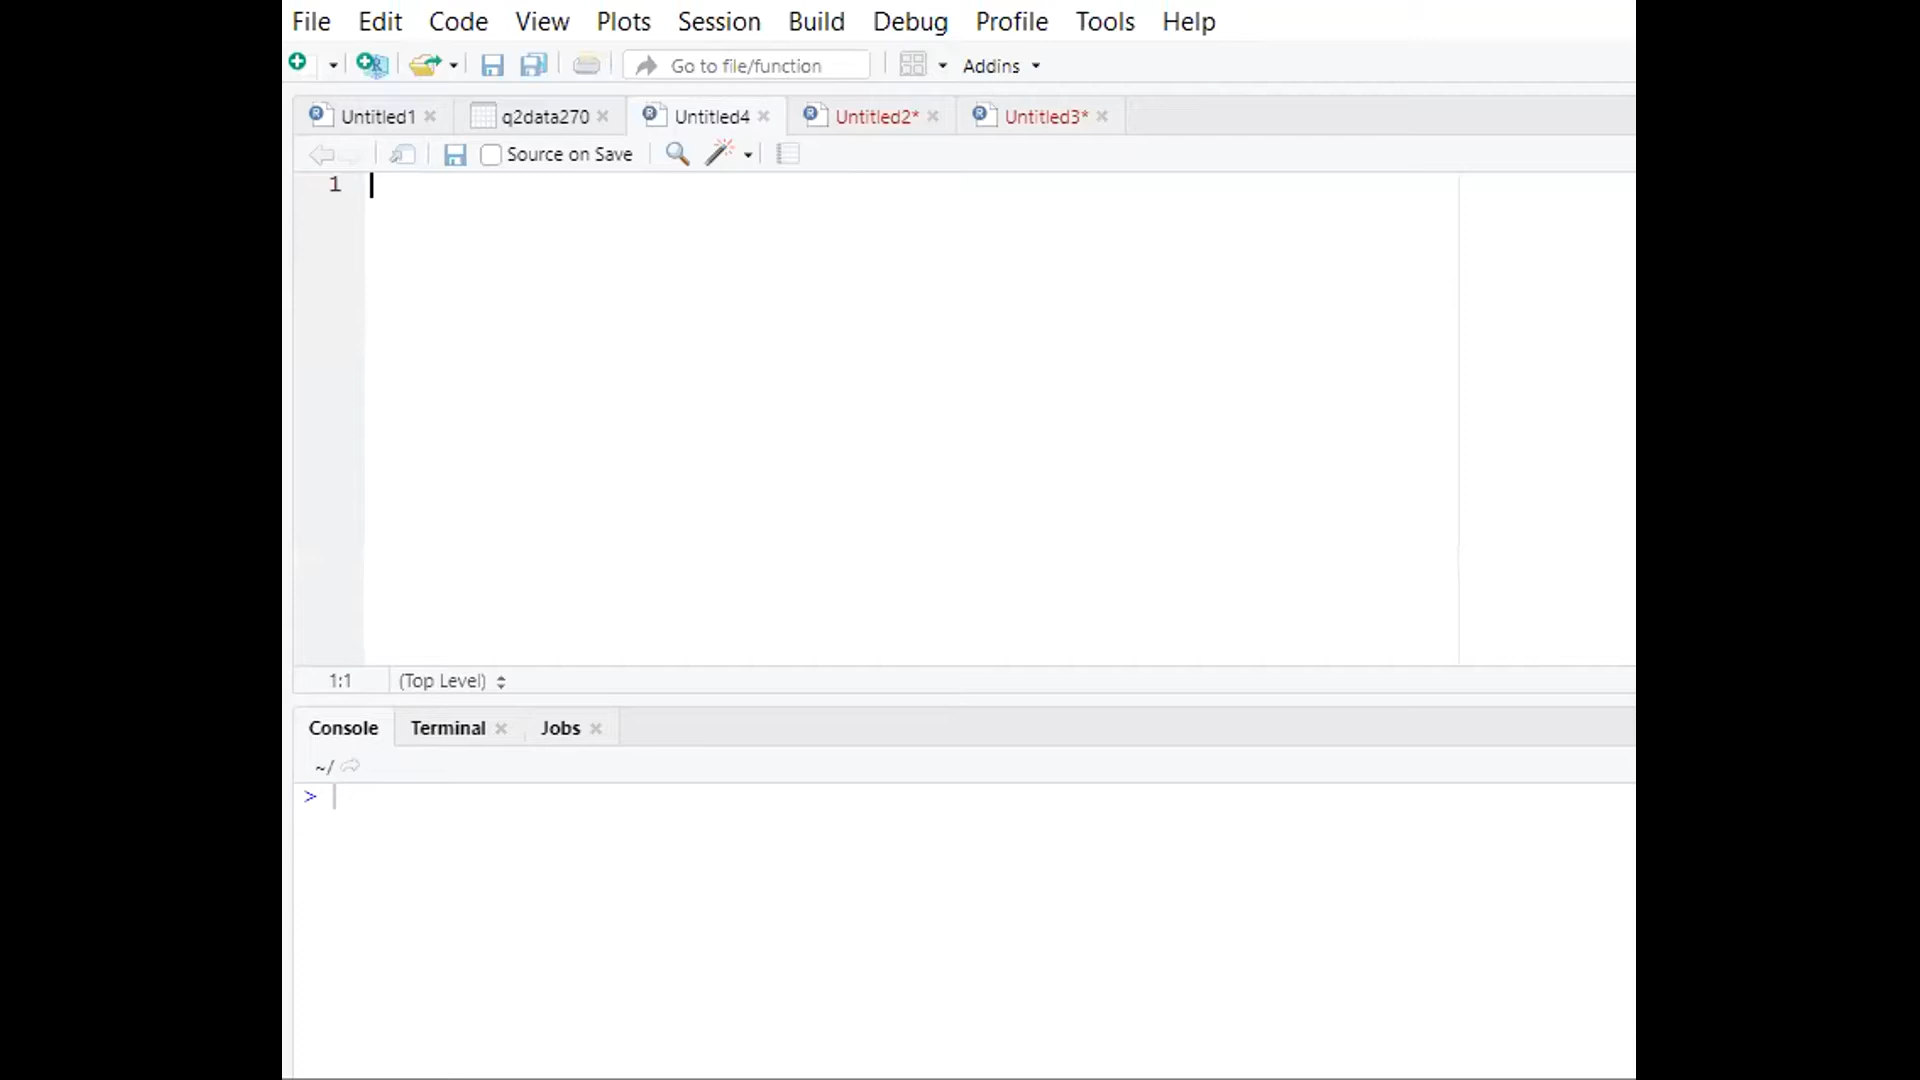 File Edit Code View Plots Session Build Debug Profile Tools Help
Go to file/function Addins
Untitled1 q2data270 Untitled4 Untitled2* Untitled3*
Source on Save
1
1:1 (Top Level)
Console Terminal Jobs
~/
>